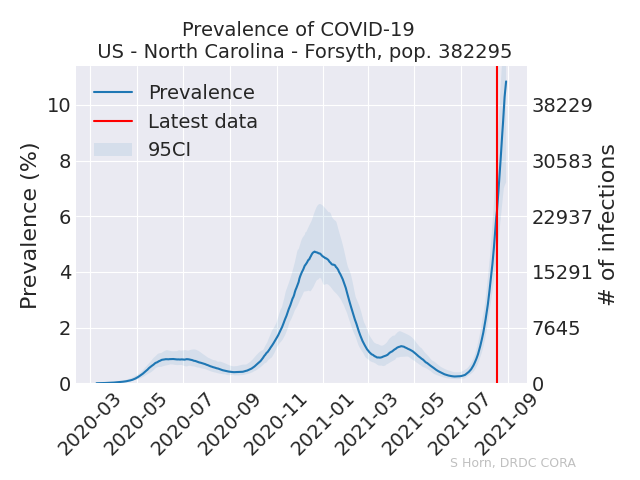 Prevalence of COVID-19
US - North Carolina - Forsyth, pop. 382295
Prevalence
Latest data
95CI
Prevalence (%)
10
8
6
4
2
0
38229
30583
22937
15291
7645
0
# of infections
2020-03
2020-05
2020-07
2020-09
2020-11
2021-01
2021-03
2021-05
2021-07
2021-09
S Horn, DRDC CORA